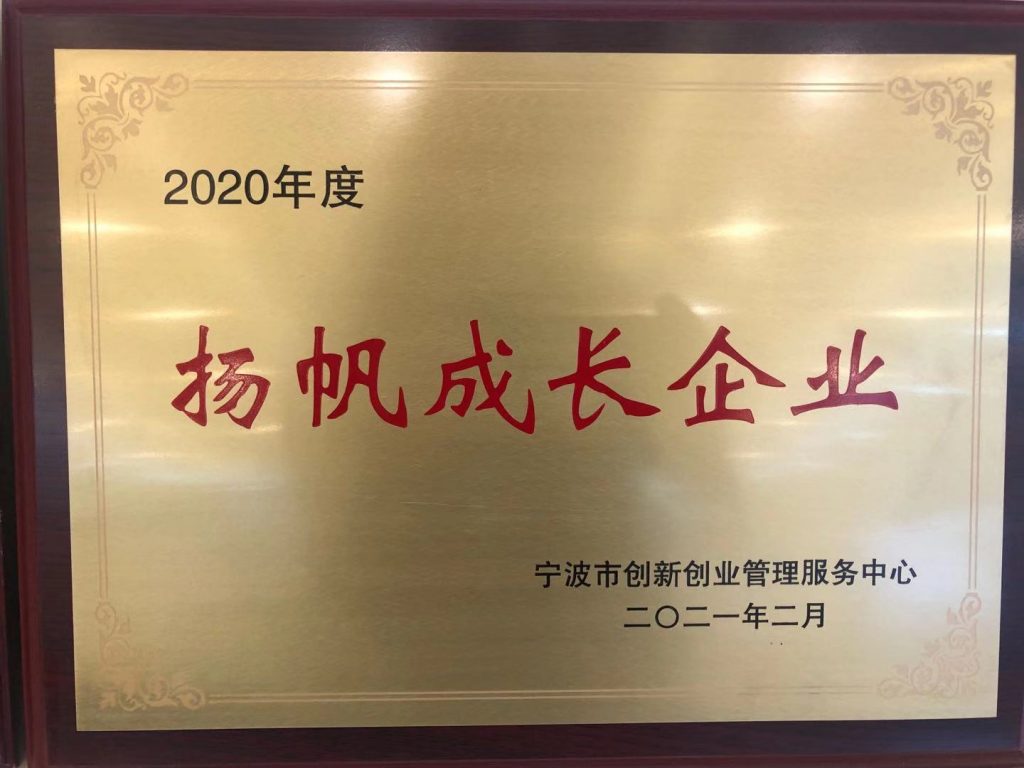 2020年度
扬帆成长企业
宁波市创新创业管理服务中心
二〇二一年二月